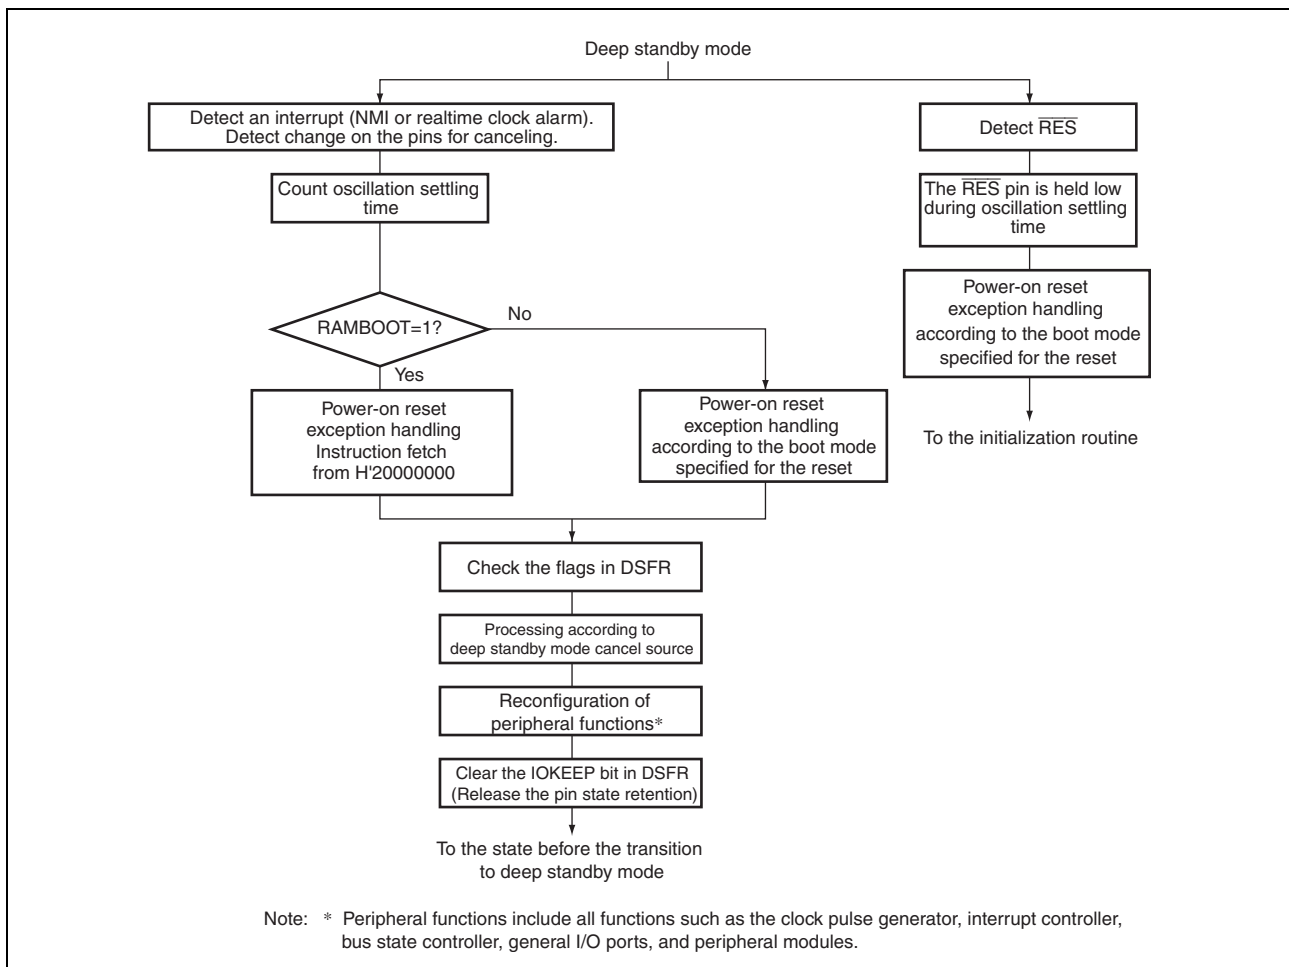 Deep standby mode
Detect an interrupt (NMI or realtime clock alarm).
Detect change on the pins for canceling.
Count oscillation settling
time
RAMBOOT=1?
No
Yes
Power-on reset
exception handling
Instruction fetch
from H'20000000
Power-on reset
exception handling
according to the boot mode
specified for the reset
Detect RES
The RES pin is held low
during oscillation settling
time
Power-on reset
exception handling
according to the boot mode
specified for the reset
To the initialization routine
Check the flags in DSFR
Processing according to
deep standby mode cancel source
Reconfiguration of
peripheral functions*
Clear the IOKEEP bit in DSFR
(Release the pin state retention)
To the state before the transition
to deep standby mode
Note: * Peripheral functions include all functions such as the clock pulse generator, interrupt controller,
bus state controller, general I/O ports, and peripheral modules.